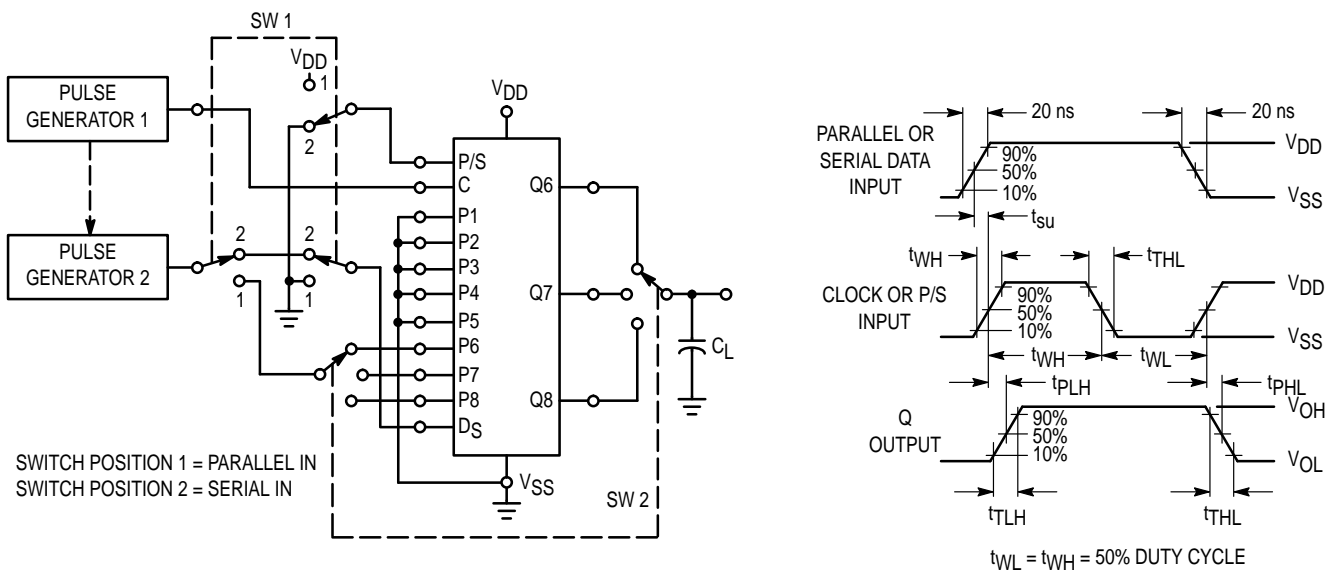 SW 1
VDD
1
2
PULSE
GENERATOR 1
PULSE
GENERATOR 2
2
1
2
1
VDD
P/S
C
P1
P2
P3
P4
P5
P6
P7
P8
DS
Q6
Q7
Q8
VSS
CL
SW 2
SWITCH POSITION 1 = PARALLEL IN
SWITCH POSITION 2 = SERIAL IN
20 ns
20 ns
PARALLEL OR
SERIAL DATA
INPUT
90%
50%
10%
VDD
VSS
tsu
tWH
tTHL
CLOCK OR P/S
INPUT
90%
50%
10%
VDD
VSS
tWH
tWL
tPLH
tPHL
Q
OUTPUT
90%
50%
10%
VOH
VOL
tTLH
tTHL
tWL = tWH = 50% DUTY CYCLE